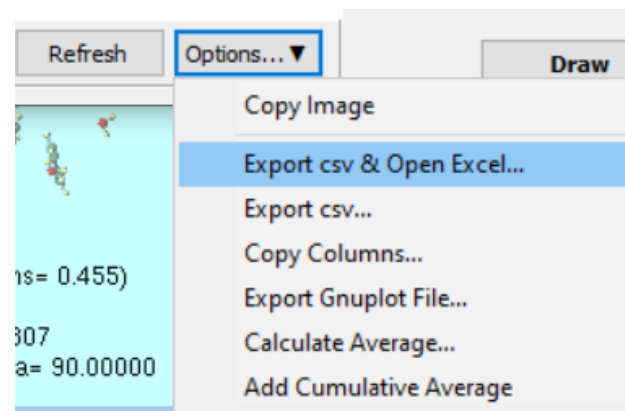 Refresh
Options...▼
Draw
Copy Image
Export csv & Open Excel...
Export csv...
Copy Columns...
Export Gnuplot File...
Calculate Average...
Add Cumulative Average
= 0.455)
307
a= 90.00000